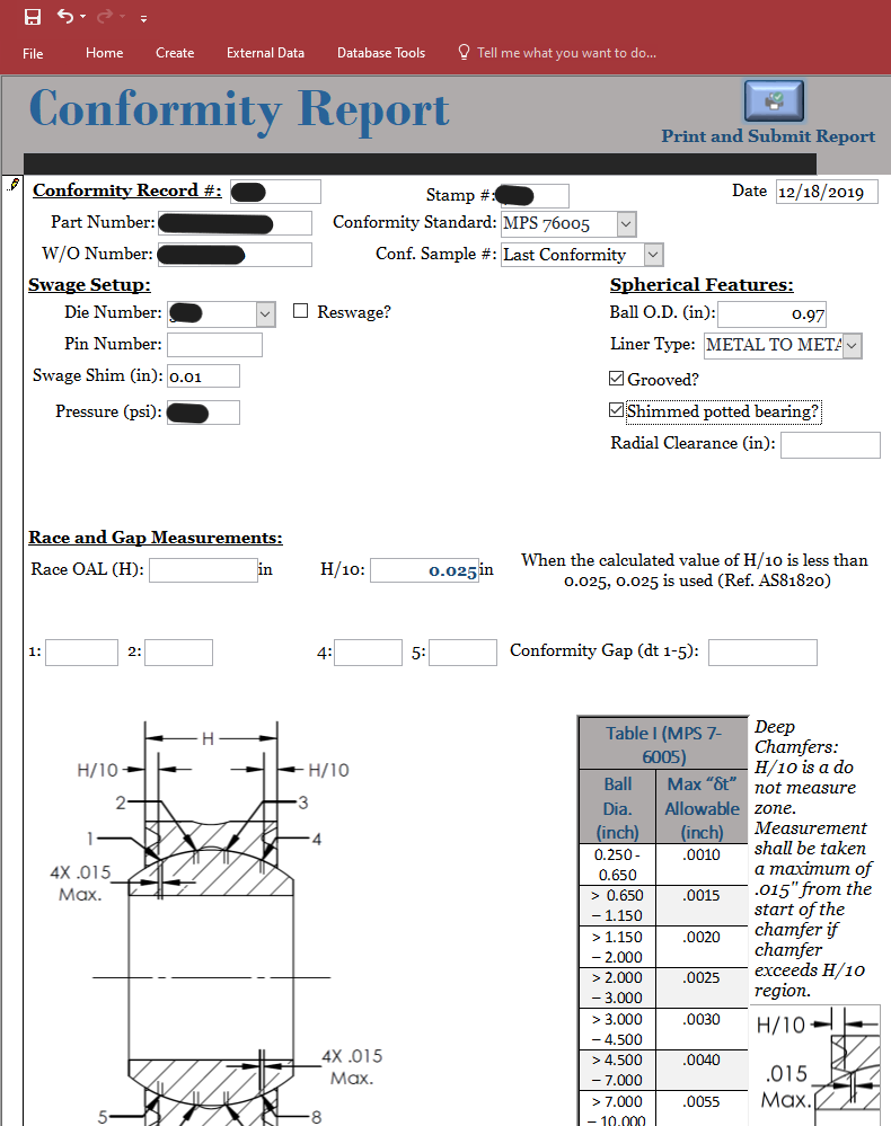 File Home Create External Data Database Tools Tell me what you want to do...
Conformity Report
Print and Submit Report
Conformity Record #: Stamp #: Date 12/18/2019
Part Number: Conformity Standard: MPS 76005
W/O Number: Conf. Sample #: Last Conformity
Swage Setup: Spherical Features:
Die Number: Reswage? Ball O.D. (in): 0.97
Pin Number: Liner Type: METAL TO META
Swage Shim (in): 0.01 Grooved?
Pressure (psi): Shimmed potted bearing?
Radial Clearance (in):
Race and Gap Measurements:
Race OAL (H): in H/10: 0.025 in
When the calculated value of H/10 is less than
0.025, 0.025 is used (Ref. AS81820)
1: 2: 4: 5: Conformity Gap (dt 1-5):
H
H/10 H/10
2 3
1 4
4X .015
Max.
4X .015
Max.
5 8
Table I (MPS 7-
6005)
Ball
Dia.
(inch)
Max "δt"
Allowable
(inch)
0.250 -
0.650
.0010
> 0.650
– 1.150
.0015
> 1.150
– 2.000
.0020
> 2.000
– 3.000
.0025
> 3.000
– 4.500
.0030
> 4.500
– 7.000
.0040
> 7.000
– 10.000
.0055
Deep
Chamfers:
H/10 is a do
not measure
zone.
Measurement
shall be taken
a maximum of
.015" from the
start of the
chamfer if
chamfer
exceeds H/10
region.
H/10
.015
Max.